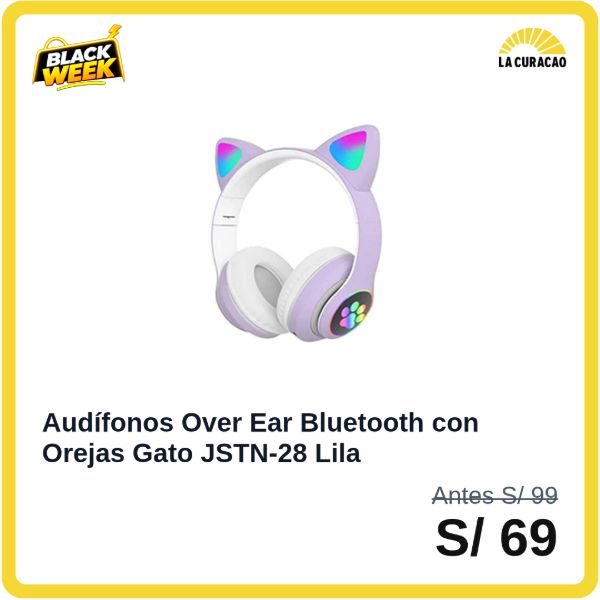 BLACK
WEEK
LA CURACAO
Audífonos Over Ear Bluetooth con
Orejas Gato JSTN-28 Lila
Antes S/ 99
S/ 69